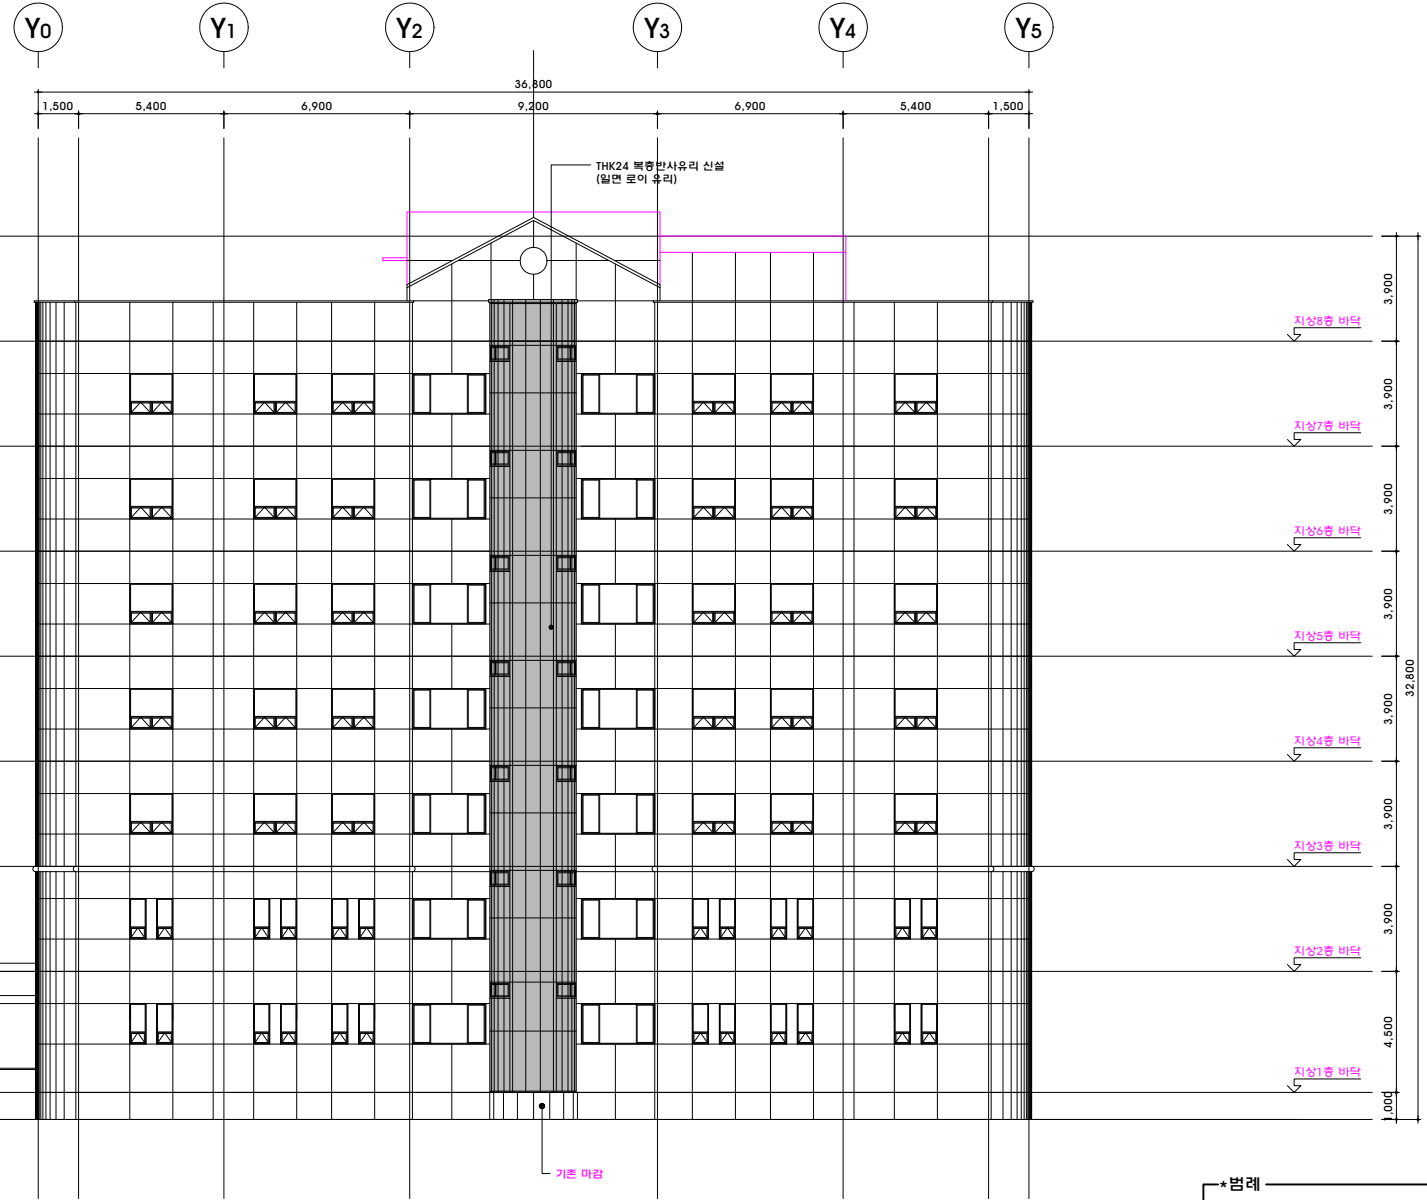 Y0 Y1 Y2 Y3 Y4 Y5
36,800
1,500 5,400 6,900 9,200 6,900 5,400 1,500
THK24 복층반사유리 신설
(일면 로이 유리)
3,900
지상8층 바닥
3,900
지상7층 바닥
3,900
지상6층 바닥
3,900
지상5층 바닥
32,800
3,900
지상4층 바닥
3,900
지상3층 바닥
3,900
지상2층 바닥
4,500
지상1층 바닥
1,000
기존 마감
*범례